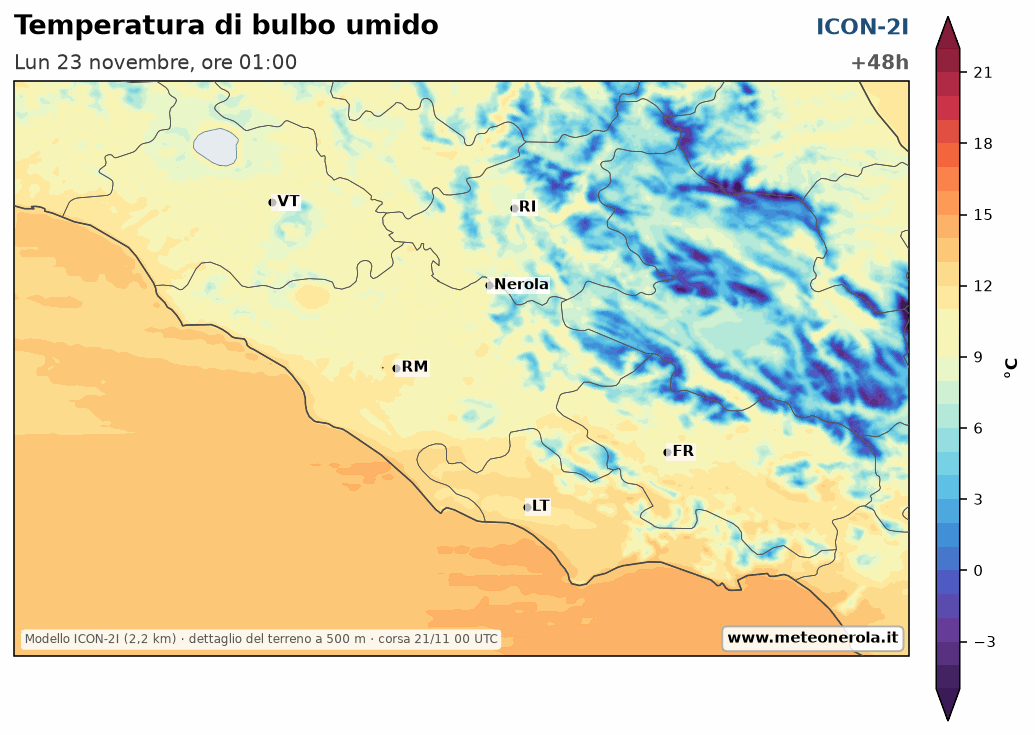 Temperatura di bulbo umido
ICON-2I
Lun 23 novembre, ore 01:00
+48h
VT
RI
Nerola
RM
FR
LT
Modello ICON-2I (2,2 km) · dettaglio del terreno a 500 m · corsa 21/11 00 UTC
www.meteonerola.it
21
18
15
12
9
6
3
0
−3
°C